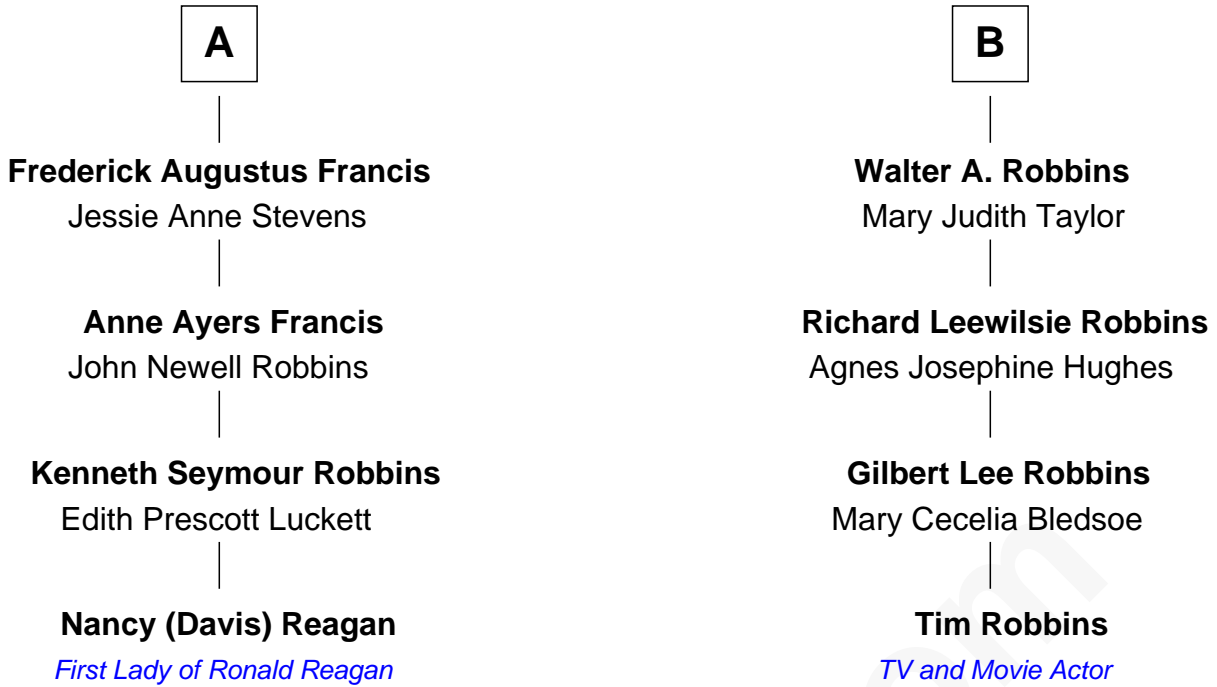 A
Frederick Augustus Francis
Jessie Anne Stevens
Anne Ayers Francis
John Newell Robbins
Kenneth Seymour Robbins
Edith Prescott Luckett
Nancy (Davis) Reagan
First Lady of Ronald Reagan
B
Walter A. Robbins
Mary Judith Taylor
Richard Leewilsie Robbins
Agnes Josephine Hughes
Gilbert Lee Robbins
Mary Cecelia Bledsoe
Tim Robbins
TV and Movie Actor